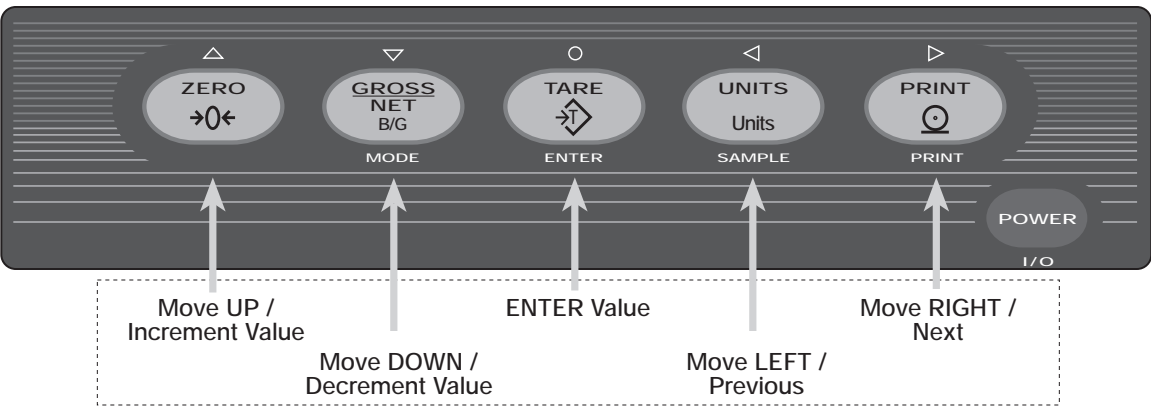 ZERO
→0←
GROSS
NET
B/G
TARE
→T
UNITS
Units
PRINT
MODE
ENTER
SAMPLE
PRINT
POWER
I/O
Move UP /
Increment Value
Move DOWN /
Decrement Value
ENTER Value
Move LEFT /
Previous
Move RIGHT /
Next